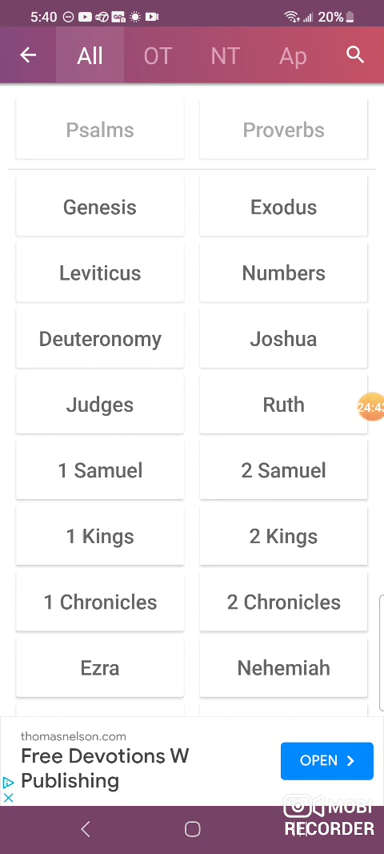 5:40 20%
All OT NT Ap
Psalms Proverbs
Genesis Exodus
Leviticus Numbers
Deuteronomy Joshua
Judges Ruth
24:43
1 Samuel 2 Samuel
1 Kings 2 Kings
1 Chronicles 2 Chronicles
Ezra Nehemiah
thomasnelson.com
Free Devotions W
Publishing
OPEN
MOBI
RECORDER